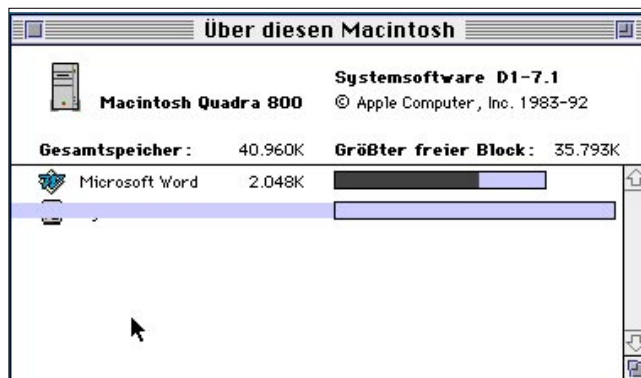 Über diesen Macintosh
Systemsoftware D1-7.1
Macintosh Quadra 800
© Apple Computer, Inc. 1983-92
Gesamtspeicher: 40.960K Größter freier Block: 35.793K
Microsoft Word 2.048K